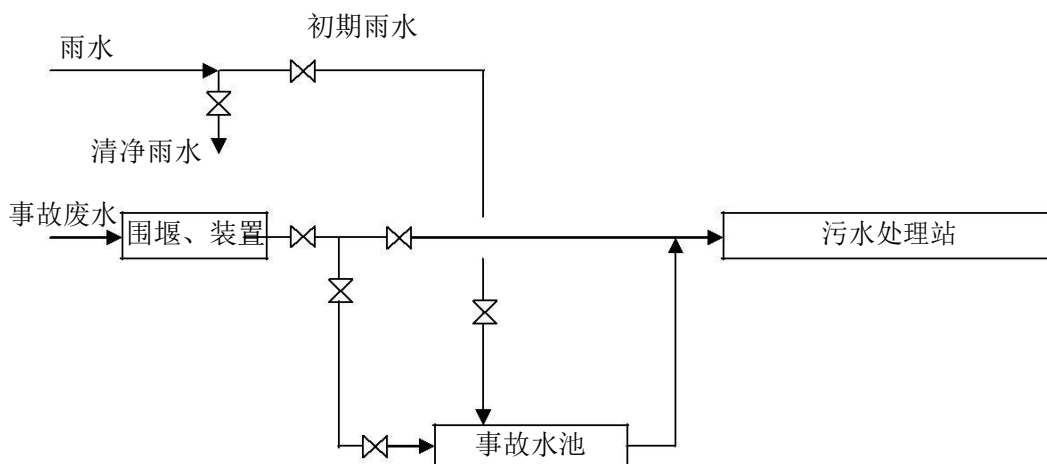 初期雨水
雨水
清净雨水
事故废水
围堰、装置
污水处理站
事故水池